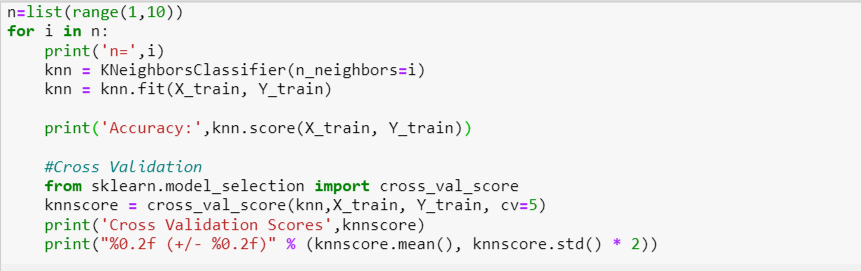 n=list(range(1,10))
for i in n:
    print('n=',i)
    knn = KNeighborsClassifier(n_neighbors=i)
    knn = knn.fit(X_train, Y_train)
    print('Accuracy:',knn.score(X_train, Y_train))
    #Cross Validation
    from sklearn.model_selection import cross_val_score
    knnscore = cross_val_score(knn,X_train, Y_train, cv=5)
    print('Cross Validation Scores',knnscore)
    print("%0.2f (+/- %0.2f)" % (knnscore.mean(), knnscore.std() * 2))